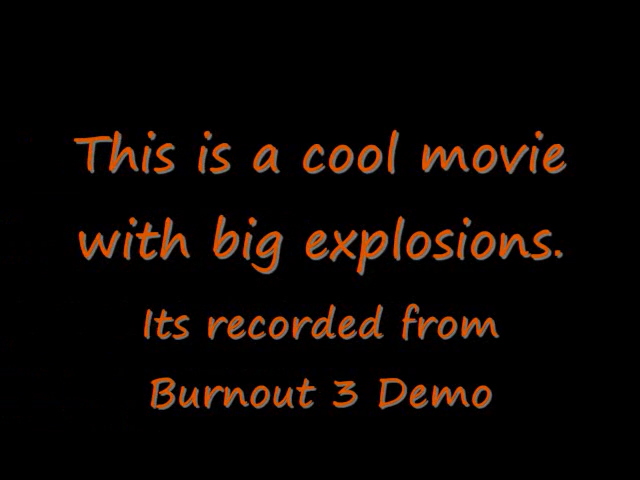 This is a cool movie
with big explosions.
Its recorded from
Burnout 3 Demo